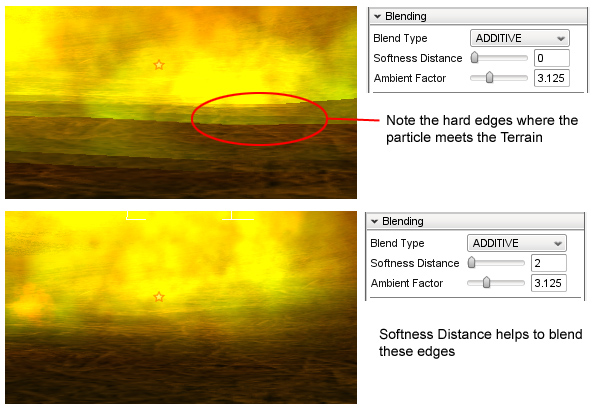 Blending
Blend Type ADDITIVE
Softness Distance 0
Ambient Factor 3.125
Note the hard edges where the
particle meets the Terrain
Blending
Blend Type ADDITIVE
Softness Distance 2
Ambient Factor 3.125
Softness Distance helps to blend
these edges